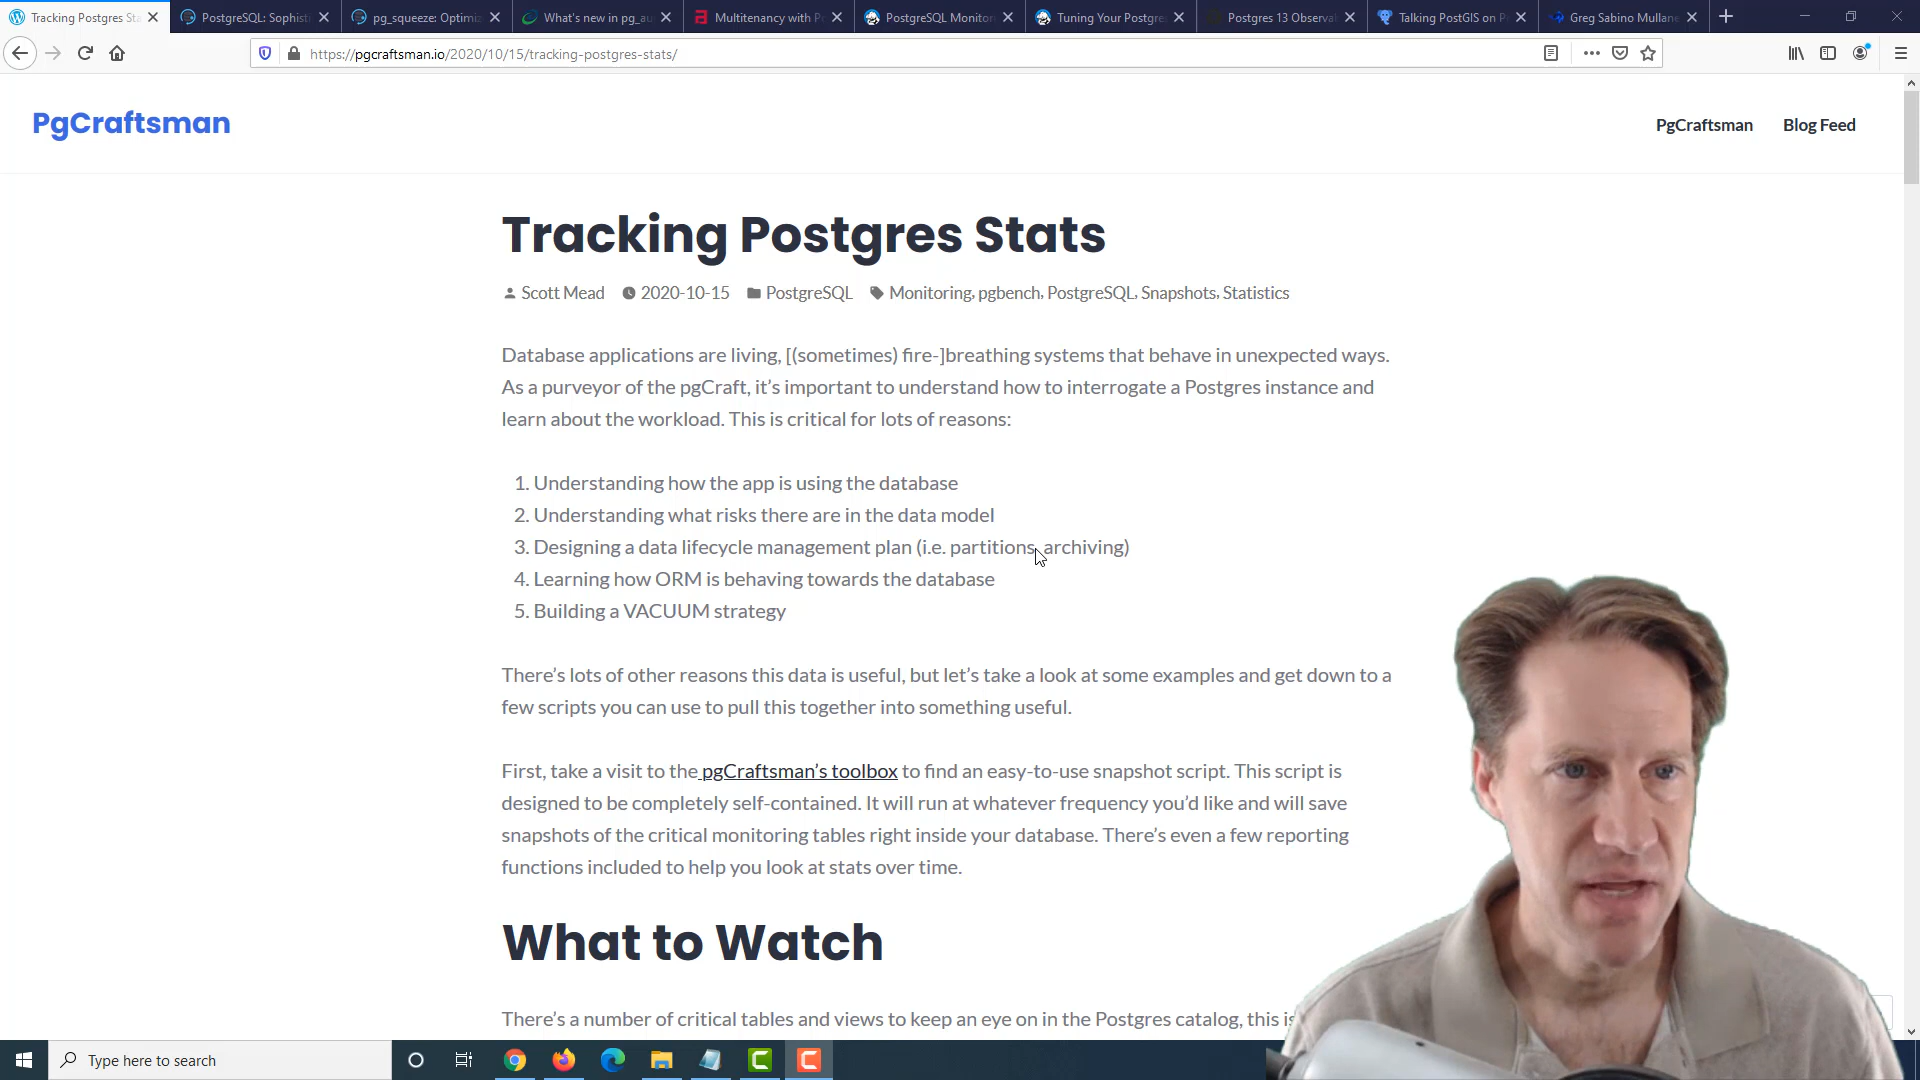 Tracking Postgres Sta
PostgreSQL: Sophist
pg_squeeze: Optimiz
What's new in pg_au
Multitenancy with P
PostgreSQL Monitor
Tuning Your Postgre
Postgres 13 Observa
Talking PostGIS on P
Greg Sabino Mullane
https://pgcraftsman.io/2020/10/15/tracking-postgres-stats/
PgCraftsman
PgCraftsman Blog Feed
Tracking Postgres Stats
Scott Mead 2020-10-15 PostgreSQL Monitoring, pgbench, PostgreSQL, Snapshots, Statistics
Database applications are living, [(sometimes) fire-]breathing systems that behave in unexpected ways.
As a purveyor of the pgCraft, it's important to understand how to interrogate a Postgres instance and
learn about the workload. This is critical for lots of reasons:
1. Understanding how the app is using the database
2. Understanding what risks there are in the data model
3. Designing a data lifecycle management plan (i.e. partitions, archiving)
4. Learning how ORM is behaving towards the database
5. Building a VACUUM strategy
There's lots of other reasons this data is useful, but let's take a look at some examples and get down to a
few scripts you can use to pull this together into something useful.
First, take a visit to the pgCraftsman's toolbox to find an easy-to-use snapshot script. This script is
designed to be completely self-contained. It will run at whatever frequency you'd like and will save
snapshots of the critical monitoring tables right inside your database. There's even a few reporting
functions included to help you look at stats over time.
What to Watch
There's a number of critical tables and views to keep an eye on in the Postgres catalog, this is
Type here to search